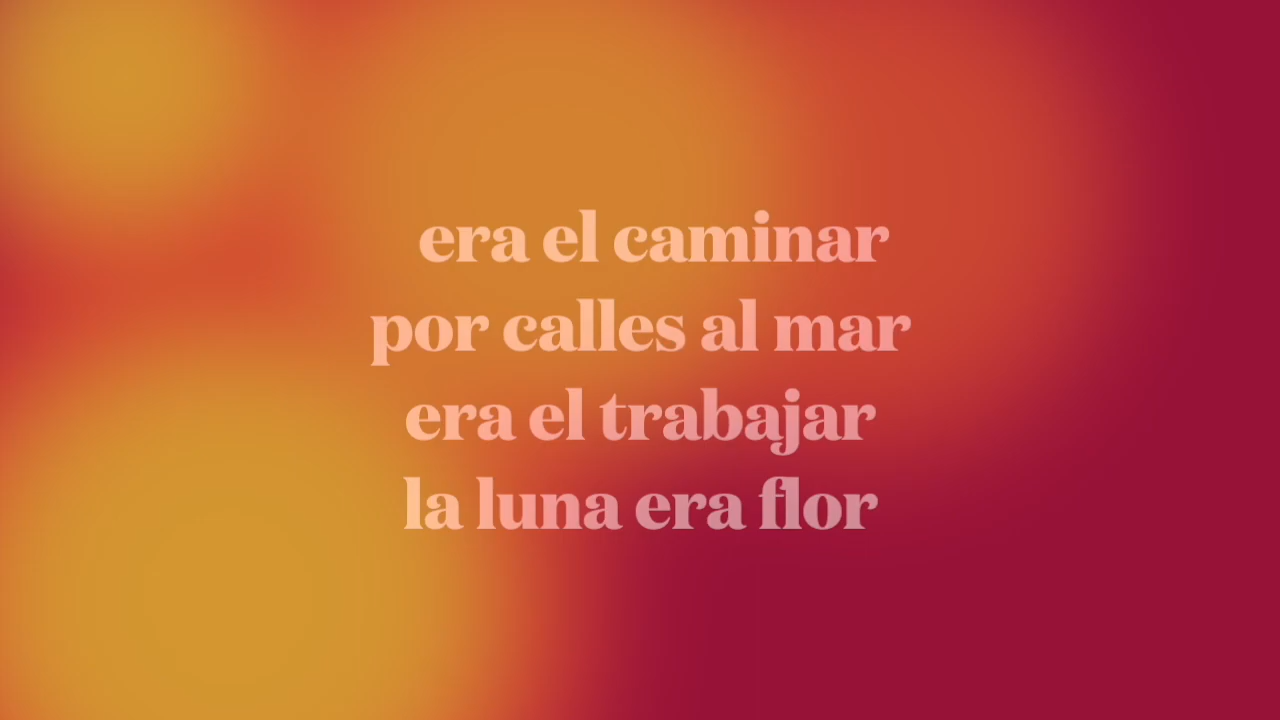 era el caminar
por calles al mar
era el trabajar
la luna era flor